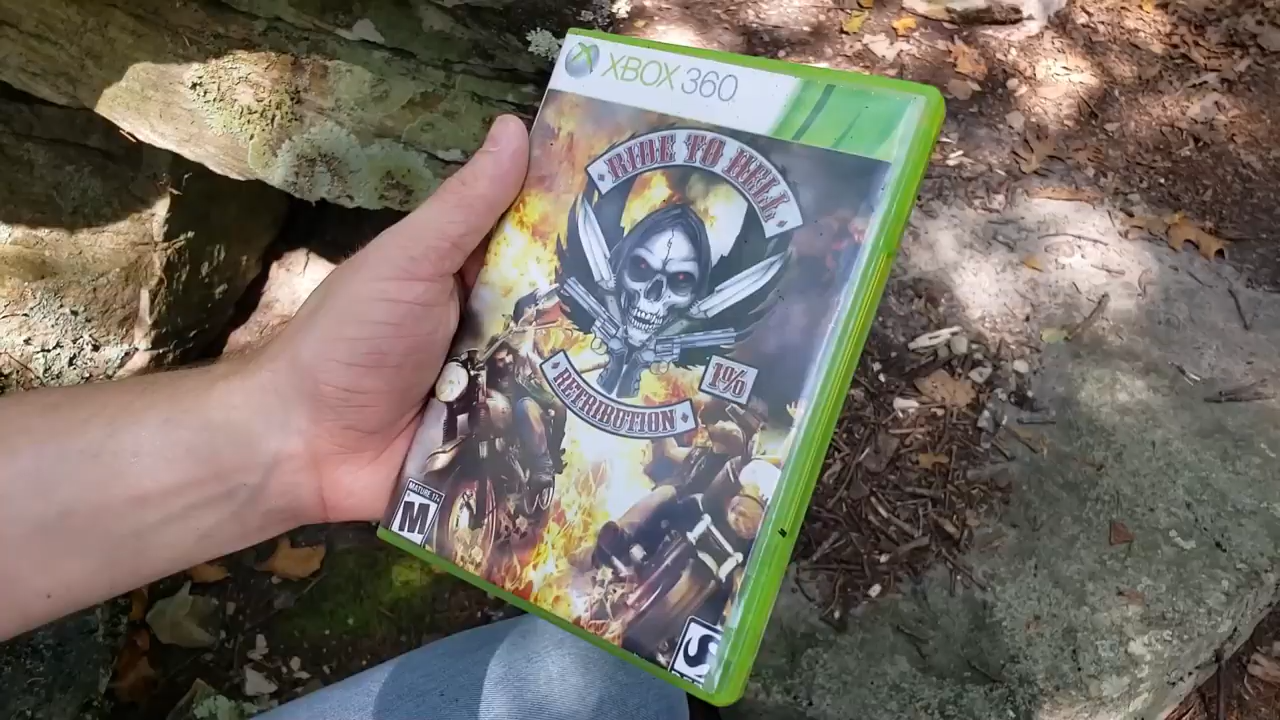 XBOX 360
RIDE TO HELL
1%
RETRIBUTION
MATURE 17+
M